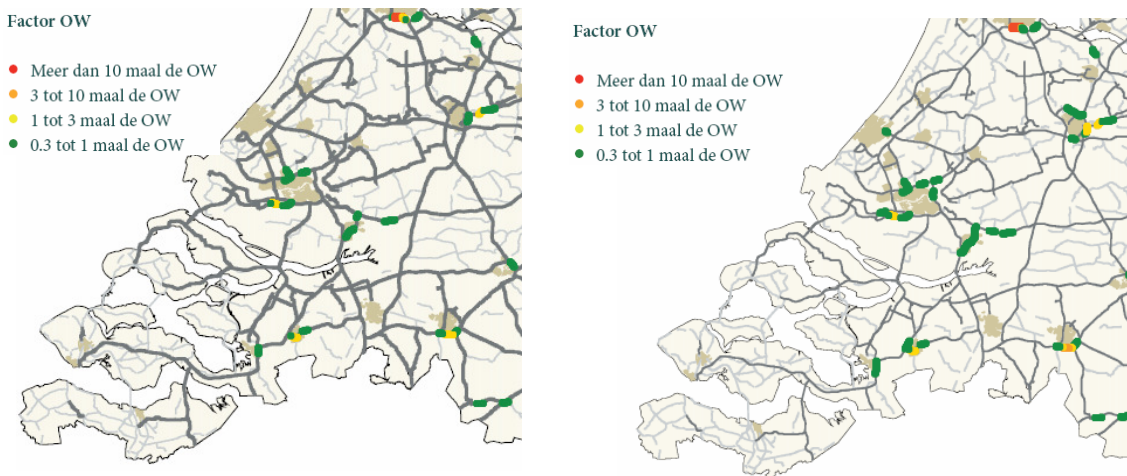 Factor OW
Meer dan 10 maal de OW
3 tot 10 maal de OW
1 tot 3 maal de OW
0.3 tot 1 maal de OW
Factor OW
Meer dan 10 maal de OW
3 tot 10 maal de OW
1 tot 3 maal de OW
0.3 tot 1 maal de OW